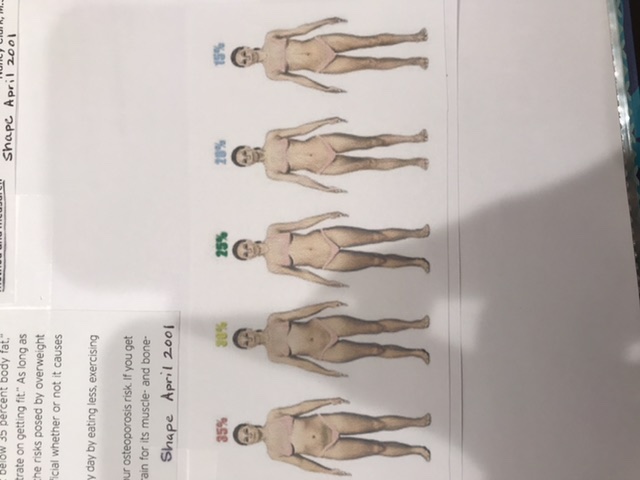 below 35 percent body fat,"
trate on getting fit." As long as
he risks posed by overweight
icial whether or not it causes
y day by eating less, exercising
ur osteoporosis risk. If you get
rain for its muscle- and bone-
Shape April 2001
Shape April 2001
35% 30% 25% 20% 15%